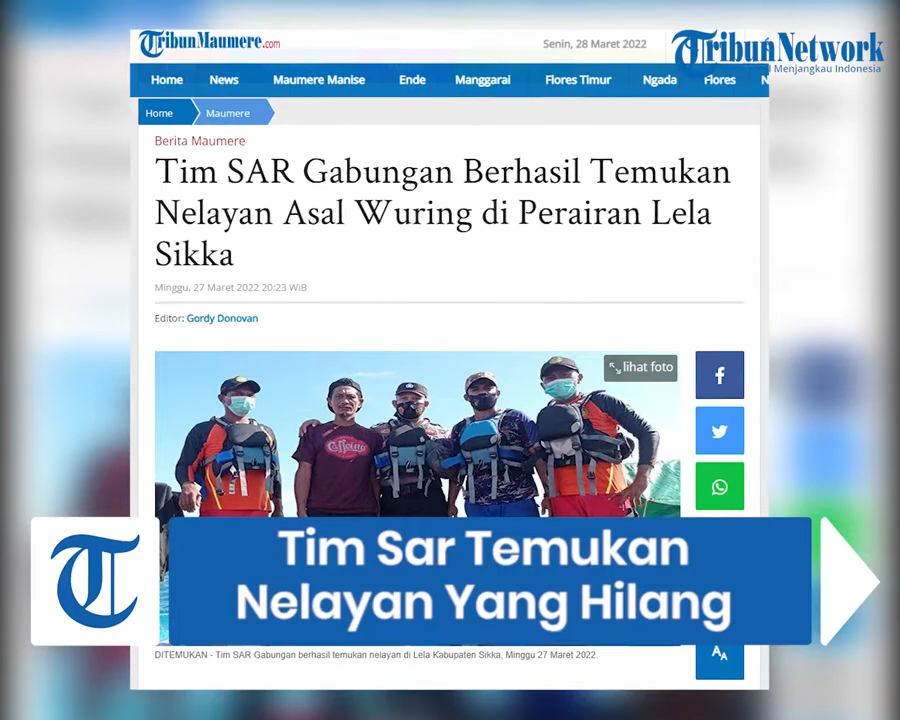 TribunMaumere.com
Senin, 28 Maret 2022
TribunNetwork
Menjangkau Indonesia
Home News Maumere Manise Ende Manggarai Flores Timur Ngada Flores N
Home Maumere
Berita Maumere
Tim SAR Gabungan Berhasil Temukan
Nelayan Asal Wuring di Perairan Lela
Sikka
Minggu, 27 Maret 2022 20:23 WIB
Editor: Gordy Donovan
lihat foto
Caffeine
Tim Sar Temukan
Nelayan Yang Hilang
DITEMUKAN - Tim SAR Gabungan berhasil temukan nelayan di Lela Kabupaten Sikka, Minggu 27 Maret 2022.
AA